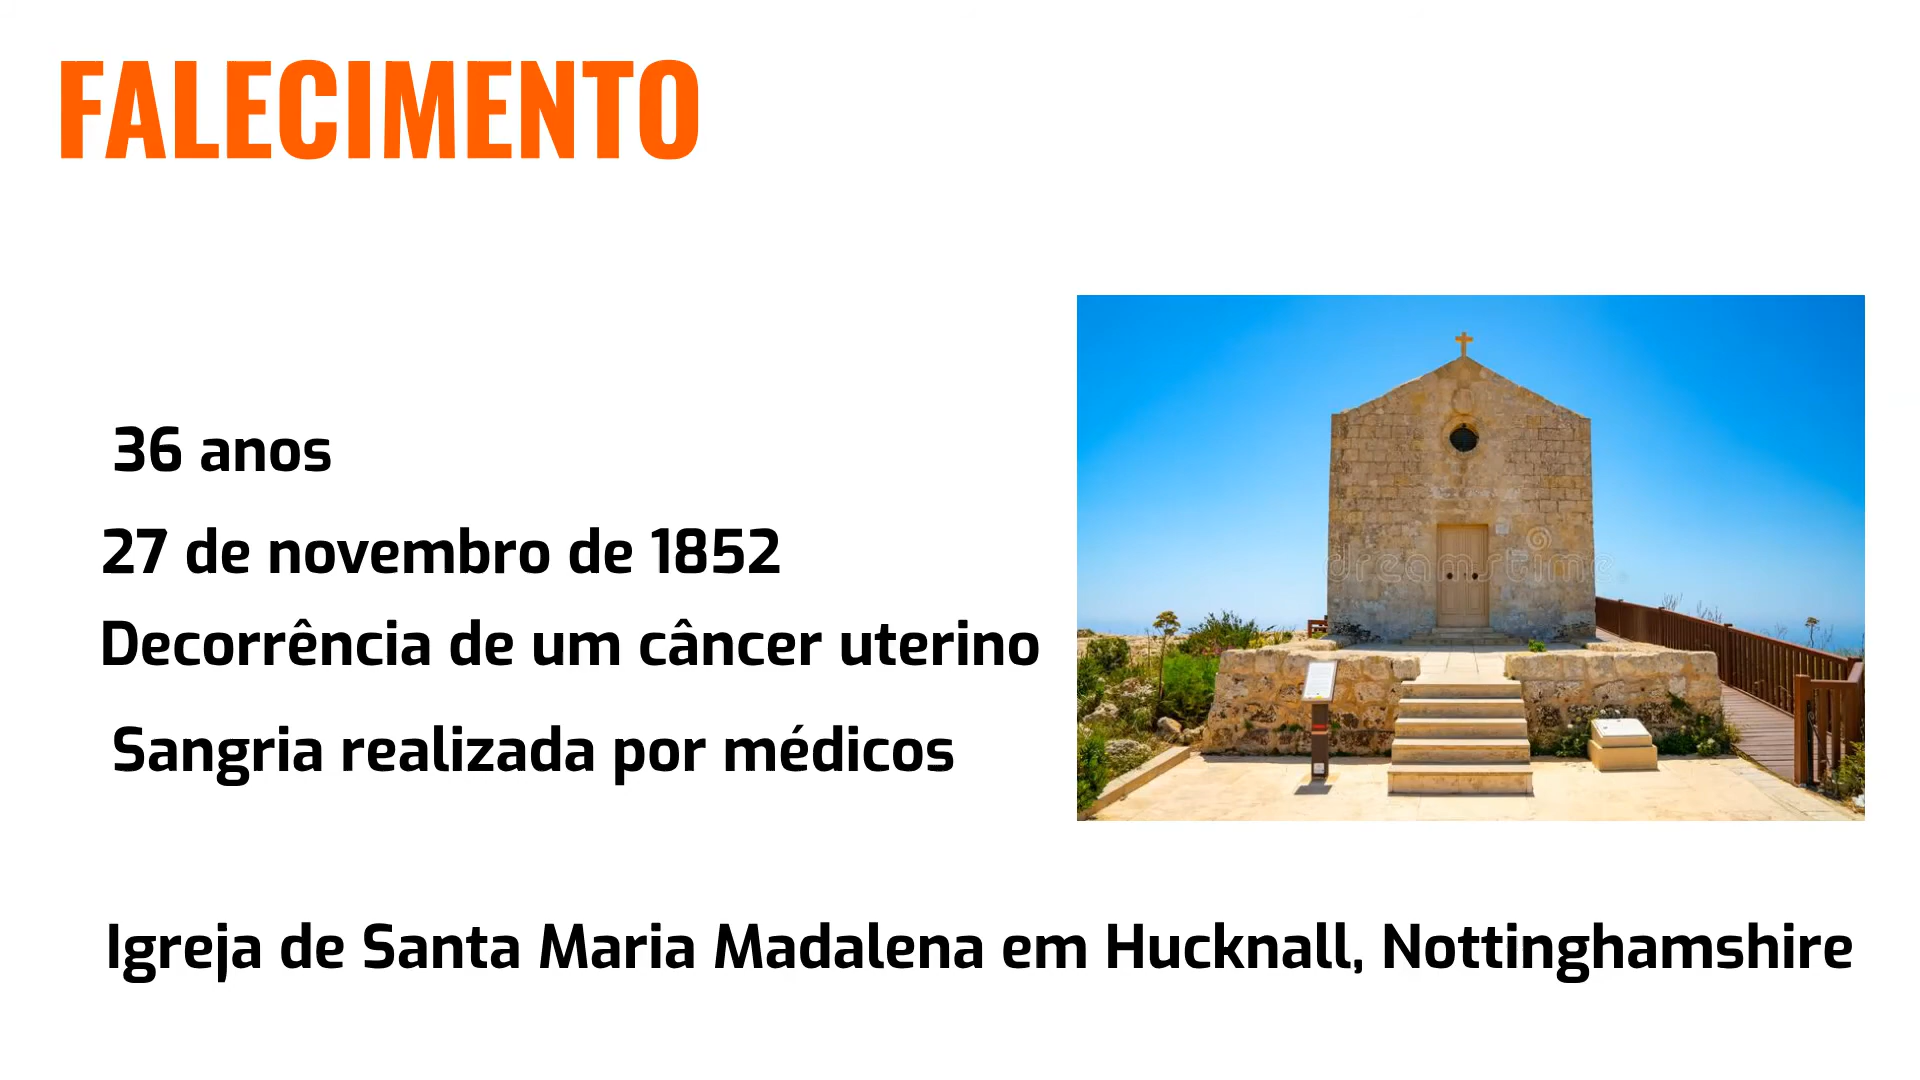 FALECIMENTO
36 anos
27 de novembro de 1852
Decorrência de um câncer uterino
Sangria realizada por médicos
dreamstime
Igreja de Santa Maria Madalena em Hucknall, Nottinghamshire